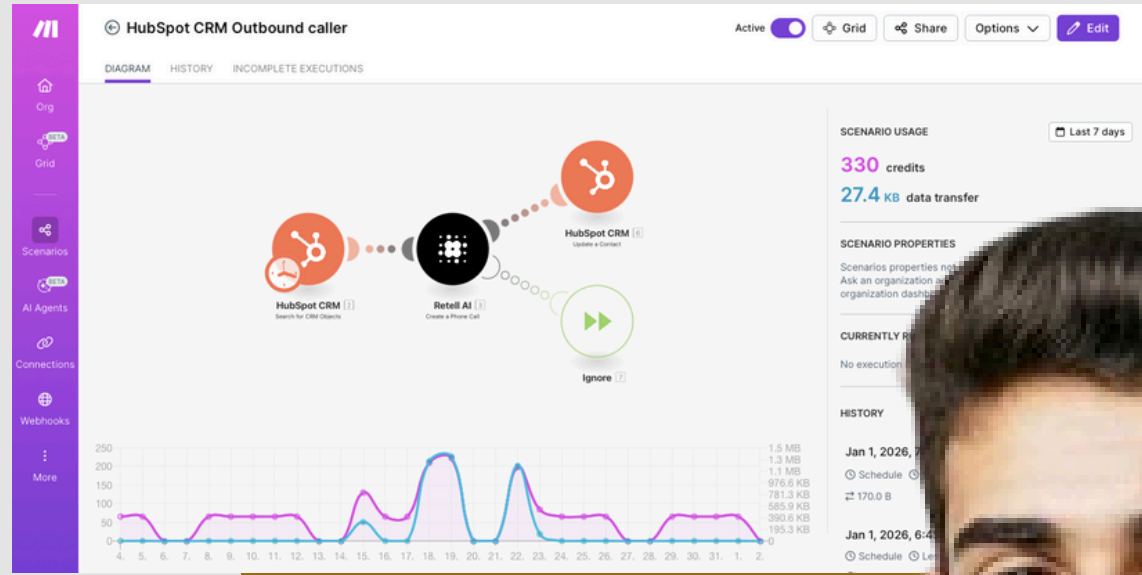 HubSpot CRM Outbound caller
Active
Grid
Share
Options
Edit
DIAGRAM HISTORY INCOMPLETE EXECUTIONS
Org
BETA
Grid
Scenarios
BETA
AI Agents
Connections
Webhooks
More
HubSpot CRM 2
Search for CRM Objects
Retell AI 3
Create a Phone Call
HubSpot CRM 6
Update a Contact
Ignore 7
SCENARIO USAGE
Last 7 days
330 credits
27.4 KB data transfer
SCENARIO PROPERTIES
Scenarios properties
Ask an organization
organization
CURRENTLY
No execution
HISTORY
Jan 1, 2026, 7
Schedule
170.0 B
Jan 1, 2026, 6:4
Schedule
250
200
150
100
50
0
1.5 MB
1.3 MB
1.1 MB
976.6 KB
781.3 KB
585.9 KB
390.6 KB
195.3 KB
0
4. 5. 6. 7. 8. 9. 10. 11. 12. 13. 14. 15. 16. 17. 18. 19. 20. 21. 22. 23. 24. 25. 26. 27. 28. 29. 30. 31. 1. 2.